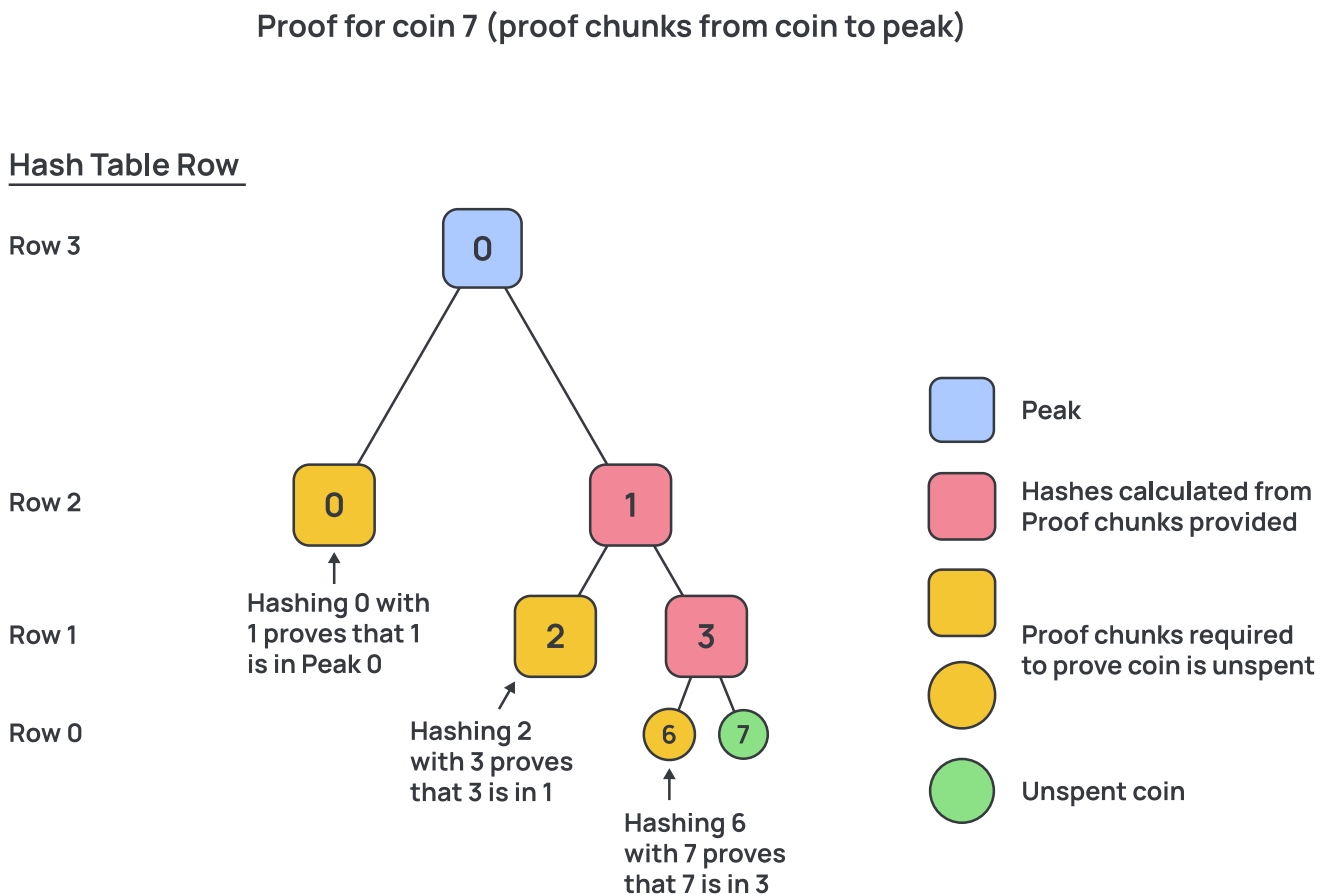 Proof for coin 7 (proof chunks from coin to peak)
Hash Table Row
Row 3
0
Peak
Row 2
0
1
Hashes calculated from
Proof chunks provided
Hashing 0 with
1 proves that 1
is in Peak 0
Row 1
2
3
Proof chunks required
to prove coin is unspent
Row 0
6
7
Hashing 2
with 3 proves
that 3 is in 1
Unspent coin
Hashing 6
with 7 proves
that 7 is in 3